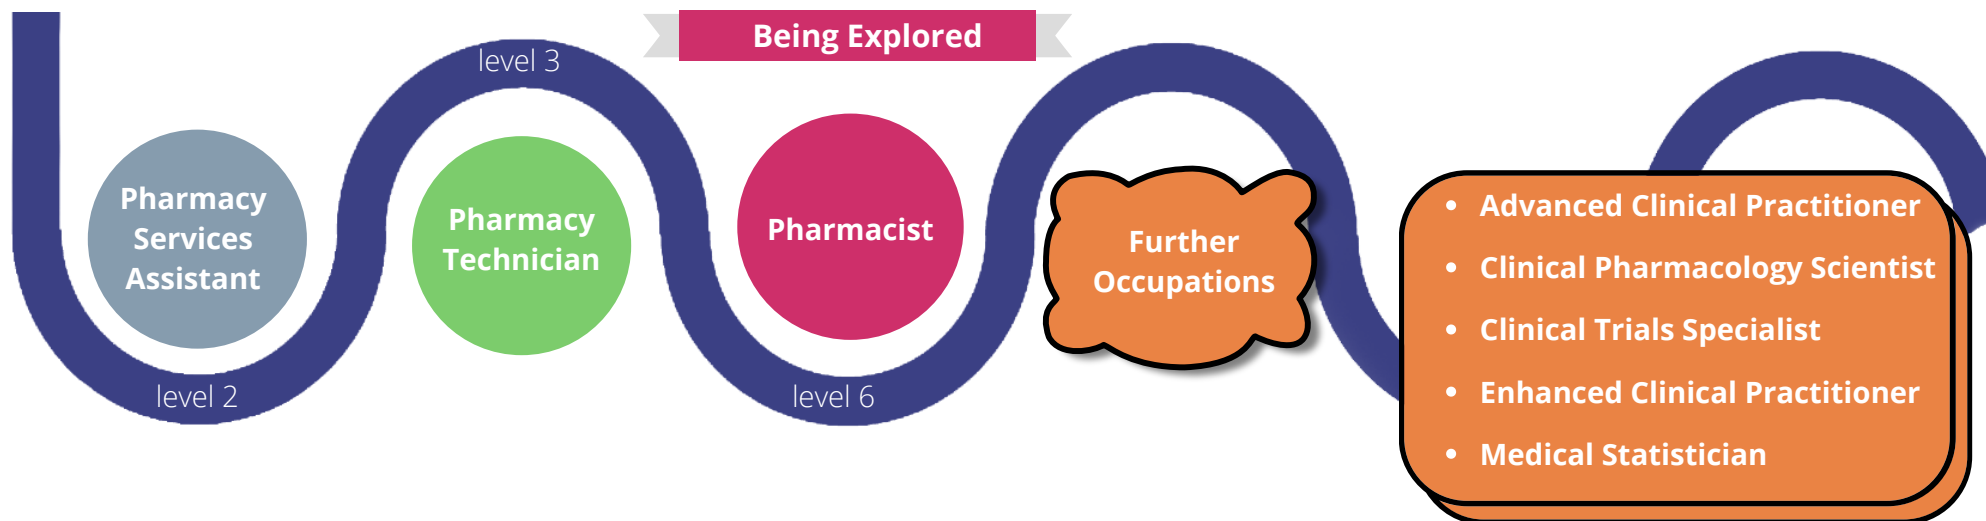 Being Explored
level 3
Pharmacy
Services
Assistant
level 2
Pharmacy
Technician
Pharmacist
level 6
Further
Occupations
• Advanced Clinical Practitioner
• Clinical Pharmacology Scientist
• Clinical Trials Specialist
• Enhanced Clinical Practitioner
• Medical Statistician